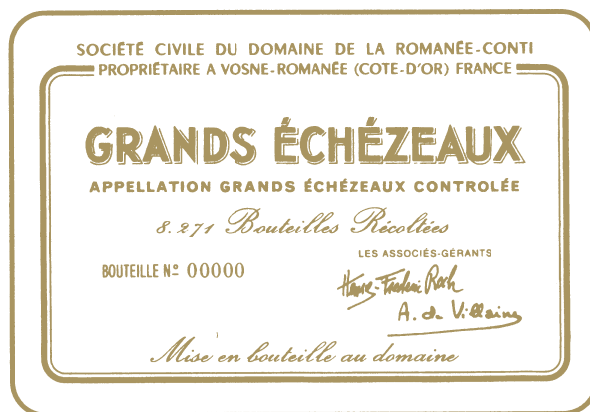 SOCIÉTÉ CIVILE DU DOMAINE DE LA ROMANÉE-CONTI
PROPRIÉTAIRE A VOSNE-ROMANÉE (COTE-D'OR) FRANCE
GRANDS ÉCHÉZEAUX
APPELLATION GRANDS ÉCHÉZEAUX CONTROLÉE
8.271 Bouteilles Récoltées
LES ASSOCIÉS-GÉRANTS
BOUTEILLE Nº 00000
Henry-Frédéric Roch
A. de Villaine
Mise en bouteille au domaine